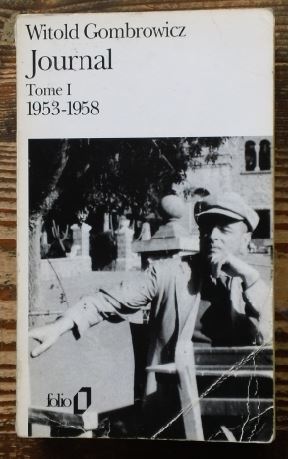 Witold Gombrowicz
Journal
Tome I
1953-1958
folio